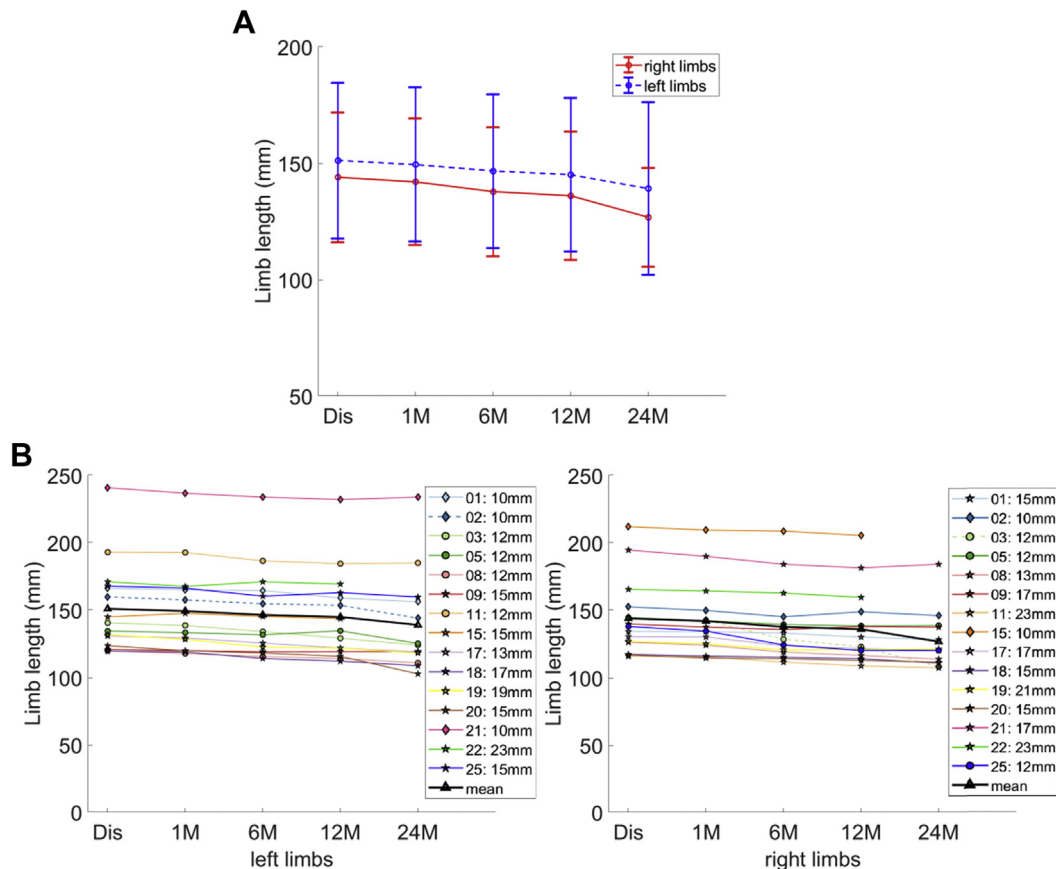 A
200
150
100
50
Limb length (mm)
right limbs
left limbs
Dis 1M 6M 12M 24M
B
250
200
150
100
50
0
Limb length (mm)
01: 10mm
02: 10mm
03: 12mm
05: 12mm
08: 12mm
09: 15mm
11: 12mm
15: 15mm
17: 13mm
18: 17mm
19: 19mm
20: 15mm
21: 10mm
22: 23mm
25: 15mm
mean
Dis 1M 6M 12M 24M
left limbs
250
200
150
100
50
0
Limb length (mm)
01: 15mm
02: 10mm
03: 12mm
05: 12mm
08: 13mm
09: 17mm
11: 23mm
15: 10mm
17: 17mm
18: 15mm
19: 21mm
20: 15mm
21: 17mm
22: 23mm
25: 12mm
mean
Dis 1M 6M 12M 24M
right limbs